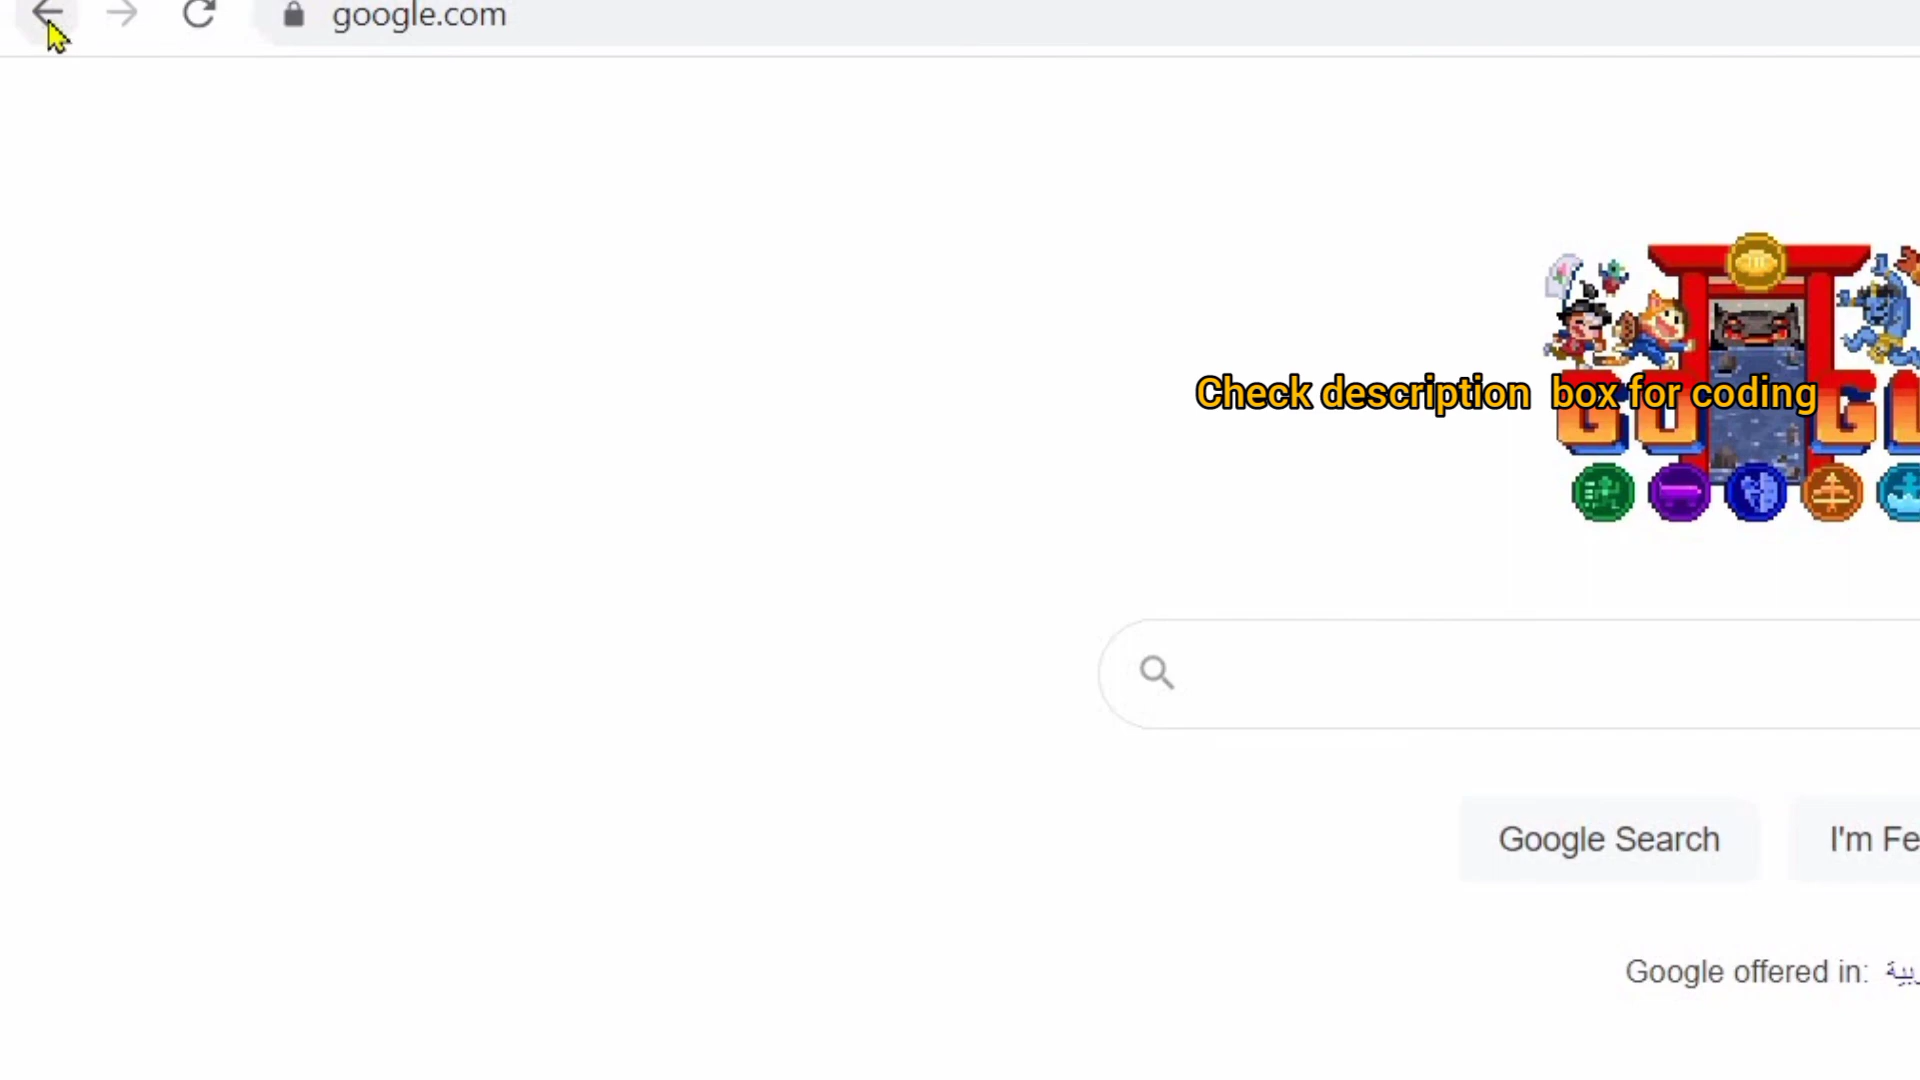 google.com
Check description box for coding
Google Search
I'm Fe
Google offered in: